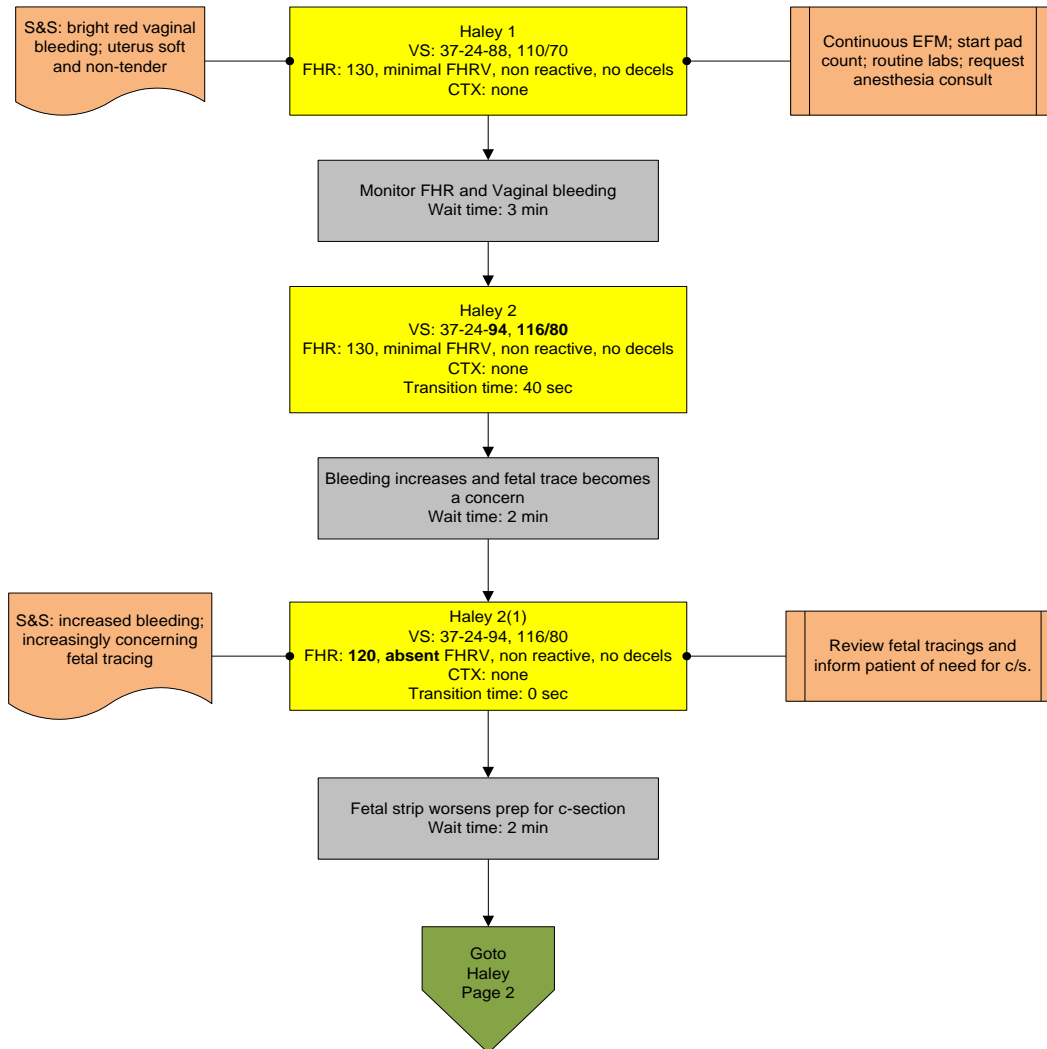 S&S: bright red vaginal
bleeding; uterus soft
and non-tender
Haley 1
VS: 37-24-88, 110/70
FHR: 130, minimal FHRV, non reactive, no decels
CTX: none
Continuous EFM; start pad
count; routine labs; request
anesthesia consult
Monitor FHR and Vaginal bleeding
Wait time: 3 min
Haley 2
VS: 37-24-94, 116/80
FHR: 130, minimal FHRV, non reactive, no decels
CTX: none
Transition time: 40 sec
Bleeding increases and fetal trace becomes
a concern
Wait time: 2 min
S&S: increased bleeding;
increasingly concerning
fetal tracing
Haley 2(1)
VS: 37-24-94, 116/80
FHR: 120, absent FHRV, non reactive, no decels
CTX: none
Transition time: 0 sec
Review fetal tracings and
inform patient of need for c/s.
Fetal strip worsens prep for c-section
Wait time: 2 min
Goto
Haley
Page 2